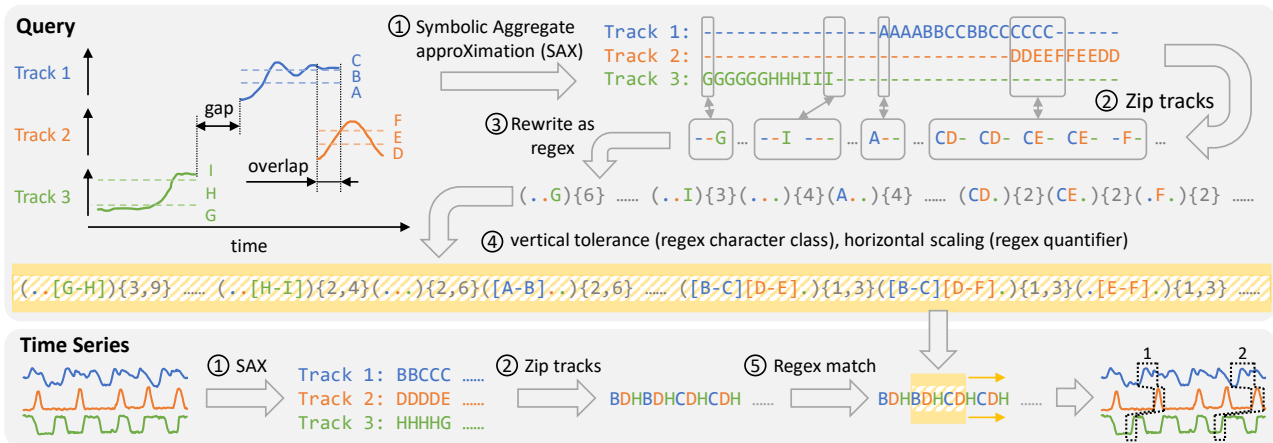 Query
Track 1
Track 2
Track 3
C
B
A
F
E
D
I
H
G
gap
overlap
time
① Symbolic Aggregate
approXimation (SAX)
Track 1: --------------AAAABBCCBBCCCCCC------
Track 2: ------------------------DDEEFFEEDD
Track 3: GGGGGGHHHIII----------------------
② Zip tracks
③ Rewrite as
regex
--G … --I --- … A-- … CD- CD- CE- CE- -F- …
(..G){6} …… (..I){3}(...){4}(A..){4} …… (CD.){2}(CE.){2}(.F.){2} ……
④ vertical tolerance (regex character class), horizontal scaling (regex quantifier)
(..[G-H]){3,9} …… (..[H-I]){2,4}(...){2,6}([A-B]..){2,6} …… ([B-C][D-E].){1,3}([B-C][D-F].){1,3}(.[E-F].){1,3} ……
Time Series
① SAX
Track 1: BBCCC ……
Track 2: DDDDE ……
Track 3: HHHHG ……
② Zip tracks
BDHBDHCDHCDH ……
⑤ Regex match
BDHBDHCDHCDH ……
1
2